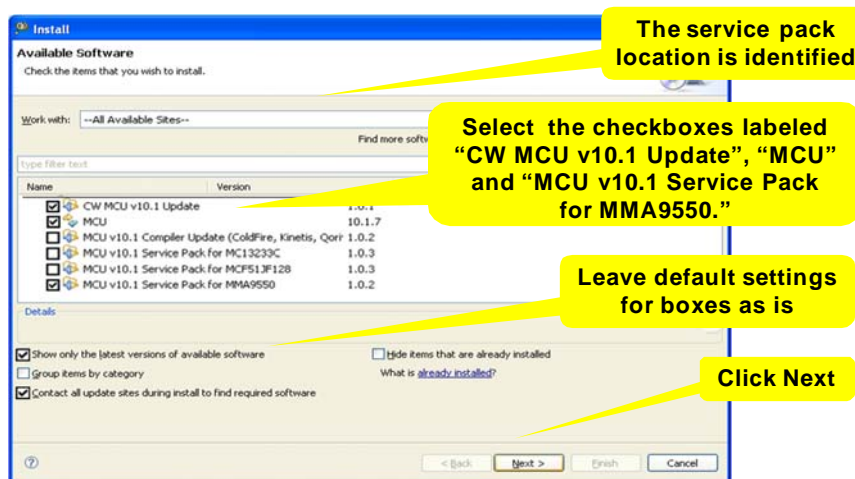 Install
The service pack
location is identified
Available Software
Check the items that you wish to install.
Work with: --All Available Sites--
Find more softw
Select the checkboxes labeled
“CW MCU v10.1 Update”, “MCU”
and “MCU v10.1 Service Pack
for MMA9550.”
type filter text
Name Version
CW MCU v10.1 Update 1.0.1
MCU 10.1.7
MCU v10.1 Compiler Update (ColdFire, Kinetis, Qori 1.0.2
MCU v10.1 Service Pack for MC13233C 1.0.3
MCU v10.1 Service Pack for MCF51JF128 1.0.3
MCU v10.1 Service Pack for MMA9550 1.0.2
Leave default settings
for boxes as is
Details
Show only the latest versions of available software
Hide items that are already installed
Group items by category
What is already installed?
Contact all update sites during install to find required software
Click Next
< Back Next > Finish Cancel